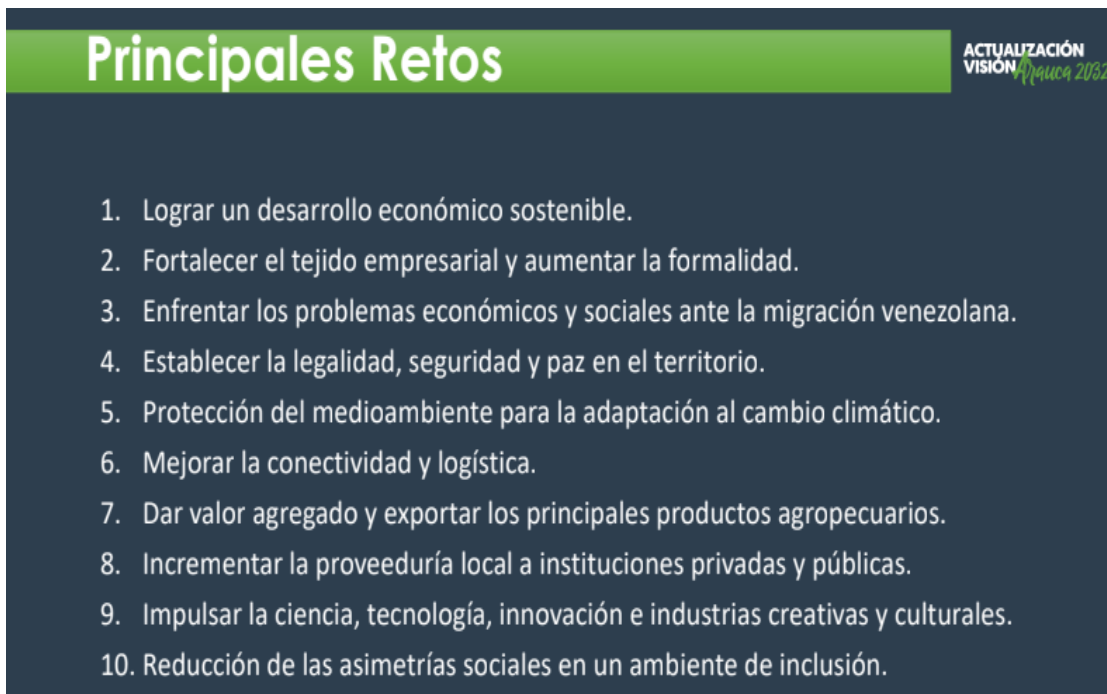 Principales Retos
ACTUALIZACIÓN
VISIÓN Arauca 2032
1. Lograr un desarrollo económico sostenible.
2. Fortalecer el tejido empresarial y aumentar la formalidad.
3. Enfrentar los problemas económicos y sociales ante la migración venezolana.
4. Establecer la legalidad, seguridad y paz en el territorio.
5. Protección del medioambiente para la adaptación al cambio climático.
6. Mejorar la conectividad y logística.
7. Dar valor agregado y exportar los principales productos agropecuarios.
8. Incrementar la proveeduría local a instituciones privadas y públicas.
9. Impulsar la ciencia, tecnología, innovación e industrias creativas y culturales.
10. Reducción de las asimetrías sociales en un ambiente de inclusión.